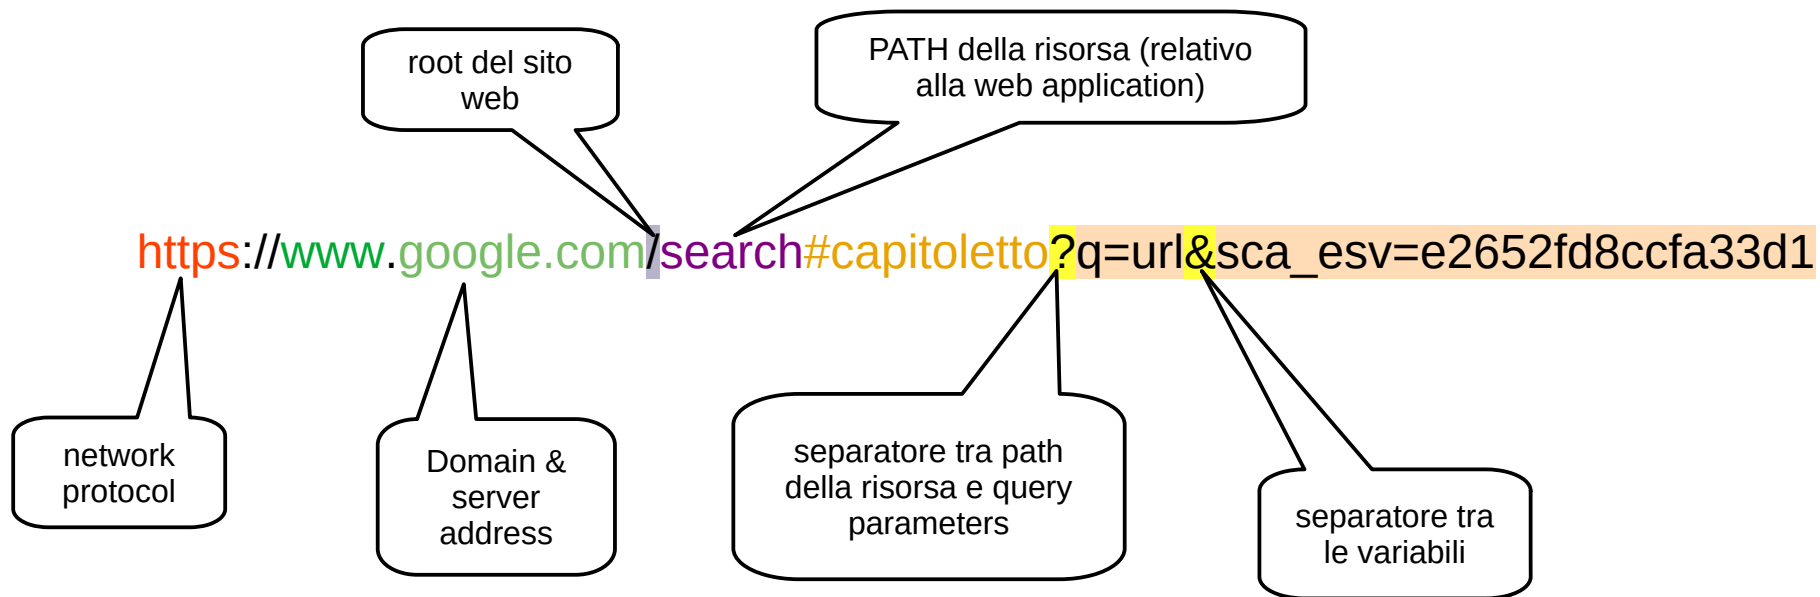 root del sito
web
PATH della risorsa (relativo
alla web application)
https://www.google.com/search#capitoletto?q=url&sca_esv=e2652fd8ccfa33d1
network
protocol
Domain &
server
address
separatore tra path
della risorsa e query
parameters
separatore tra
le variabili